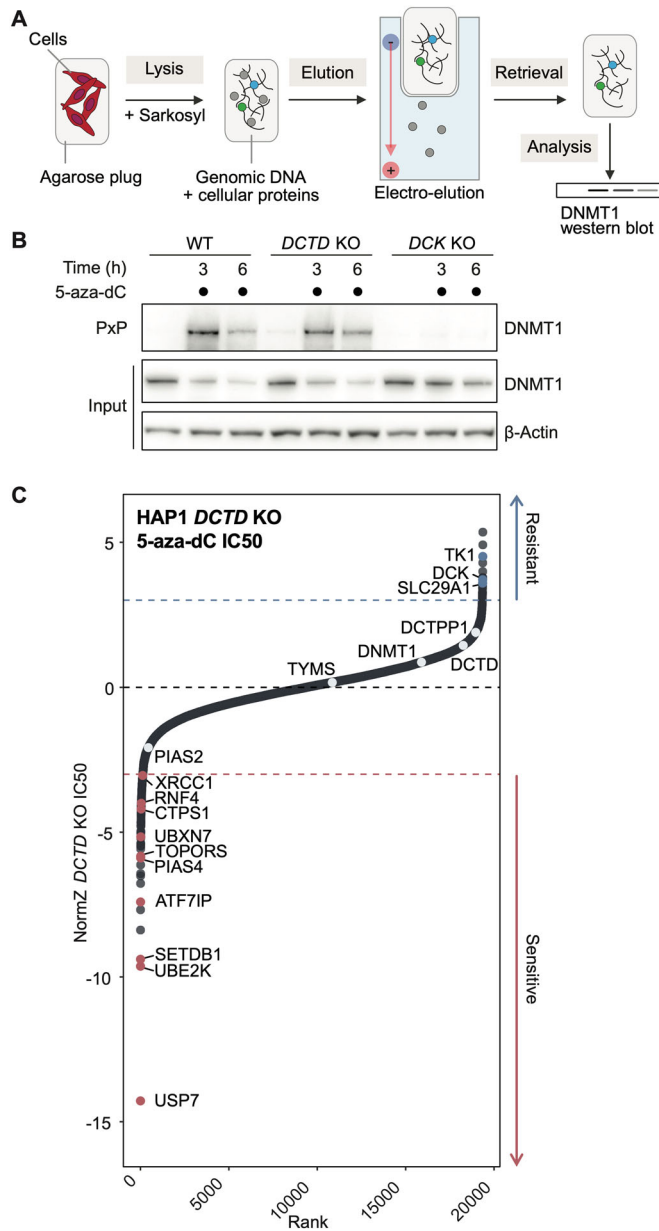 A
Cells
Lysis
+ Sarkosyl
Elution
-
+
Retrieval
Agarose plug
Genomic DNA
+ cellular proteins
Electro-elution
Analysis
DNMT1
western blot
B
WT DCTD KO DCK KO
Time (h) 3 6 3 6 3 6
5-aza-dC ● ● ● ● ● ●
PxP DNMT1
Input DNMT1
β-Actin
C
HAP1 DCTD KO
5-aza-dC IC50
Resistant
5
TK1
DCK
SLC29A1
DCTPP1
DNMT1
DCTD
TYMS
0
PIAS2
XRCC1
RNF4
CTPS1
-5
UBXN7
TOPORS
PIAS4
ATF7IP
SETDB1
-10
UBE2K
USP7
-15
NormZ DCTD KO IC50
Sensitive
0 5000 10000 15000 20000
Rank